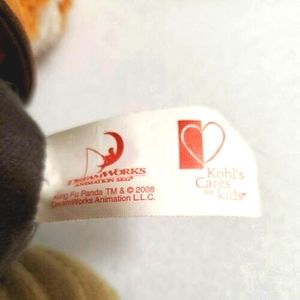 DREAMWORKS
ANIMATION SKG
Kung Fu Panda TM & © 2008
DreamWorks Animation L.L.C.
Kohl's
Cares
for
kids®